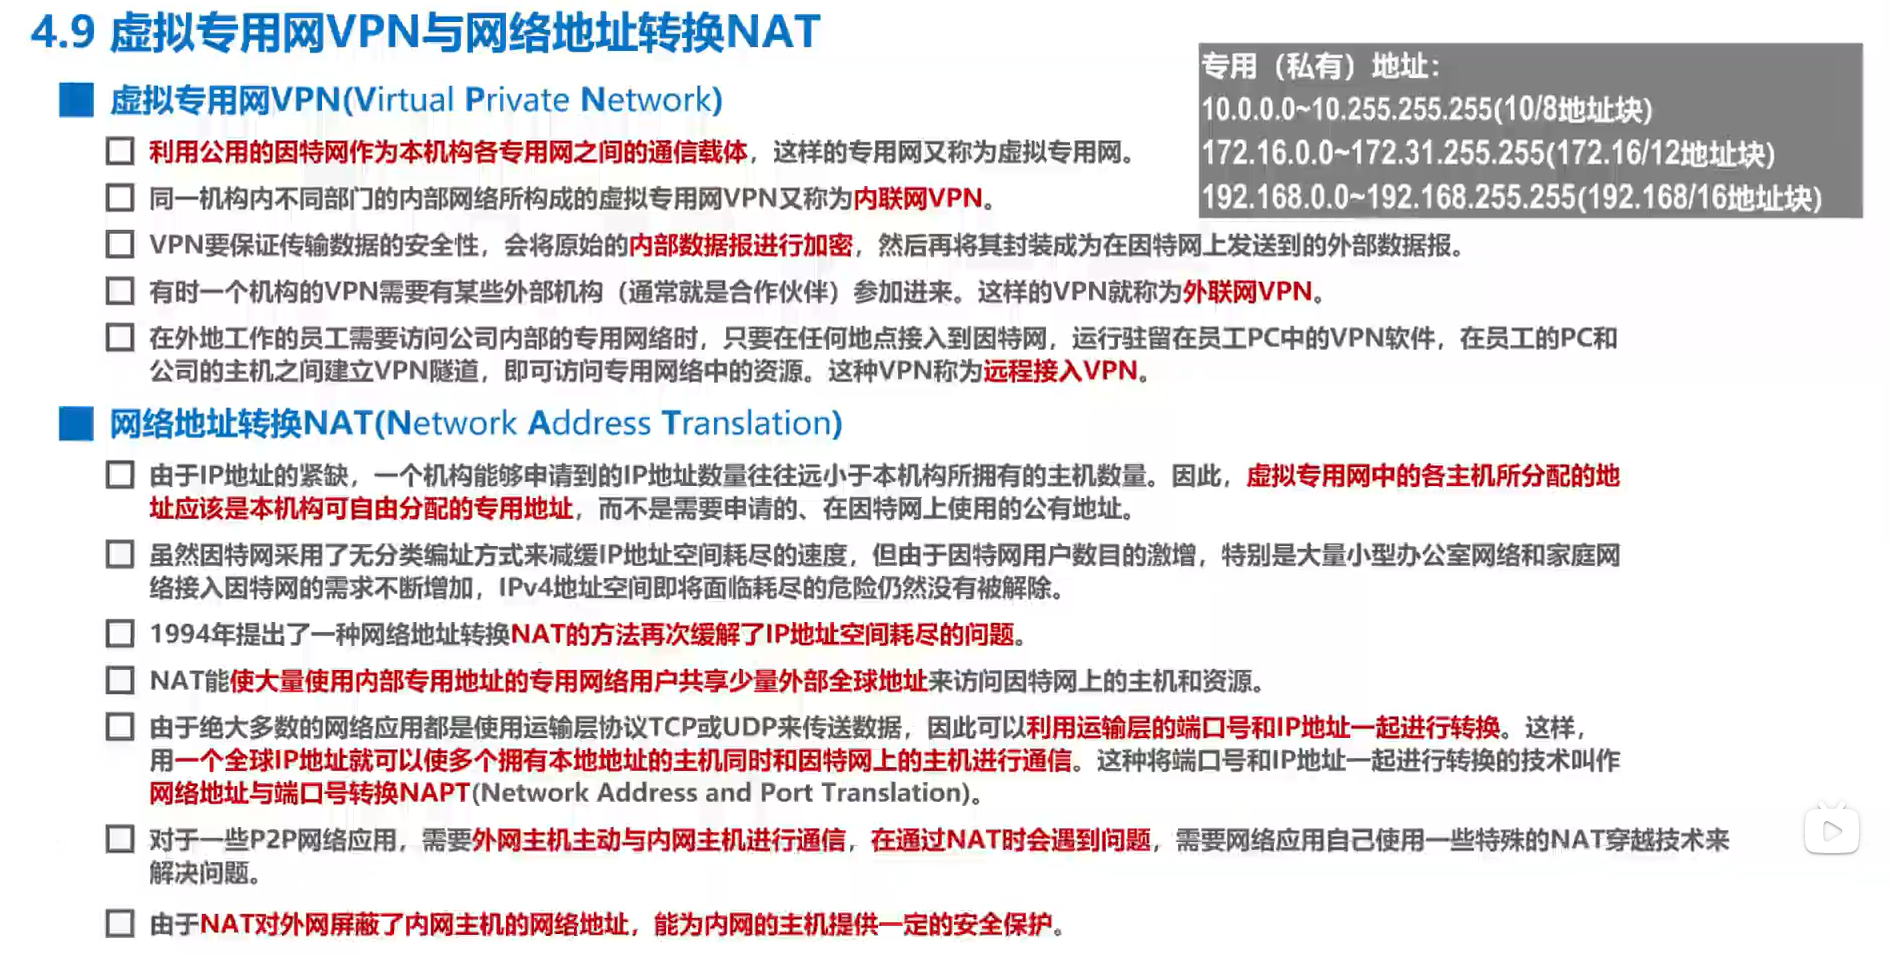 4.9 虚拟专用网VPN与网络地址转换NAT
专用（私有）地址：
10.0.0.0~10.255.255.255(10/8地址块)
172.16.0.0~172.31.255.255(172.16/12地址块)
192.168.0.0~192.168.255.255(192.168/16地址块)
虚拟专用网VPN(Virtual Private Network)
利用公用的因特网作为本机构各专用网之间的通信载体，这样的专用网又称为虚拟专用网。
同一机构内不同部门的内部网络所构成的虚拟专用网VPN又称为内联网VPN。
VPN要保证传输数据的安全性，会将原始的内部数据报进行加密，然后再将其封装成为在因特网上发送到的外部数据报。
有时一个机构的VPN需要有某些外部机构（通常就是合作伙伴）参加进来。这样的VPN就称为外联网VPN。
在外地工作的员工需要访问公司内部的专用网络时，只要在任何地点接入到因特网，运行驻留在员工PC中的VPN软件，在员工的PC和
公司的主机之间建立VPN隧道，即可访问专用网络中的资源。这种VPN称为远程接入VPN。
网络地址转换NAT(Network Address Translation)
由于IP地址的紧缺，一个机构能够申请到的IP地址数量往往远小于本机构所拥有的主机数量。因此，虚拟专用网中的各主机所分配的地
址应该是本机构可自由分配的专用地址，而不是需要申请的、在因特网上使用的公有地址。
虽然因特网采用了无分类编址方式来减缓IP地址空间耗尽的速度，但由于因特网用户数目的激增，特别是大量小型办公室网络和家庭网
络接入因特网的需求不断增加，IPv4地址空间即将面临耗尽的危险仍然没有被解除。
1994年提出了一种网络地址转换NAT的方法再次缓解了IP地址空间耗尽的问题。
NAT能使大量使用内部专用地址的专用网络用户共享少量外部全球地址来访问因特网上的主机和资源。
由于绝大多数的网络应用都是使用运输层协议TCP或UDP来传送数据，因此可以利用运输层的端口号和IP地址一起进行转换。这样，
用一个全球IP地址就可以使多个拥有本地地址的主机同时和因特网上的主机进行通信。这种将端口号和IP地址一起进行转换的技术叫作
网络地址与端口号转换NAPT(Network Address and Port Translation)。
对于一些P2P网络应用，需要外网主机主动与内网主机进行通信，在通过NAT时会遇到问题，需要网络应用自己使用一些特殊的NAT穿越技术来
解决问题。
由于NAT对外网屏蔽了内网主机的网络地址，能为内网的主机提供一定的安全保护。